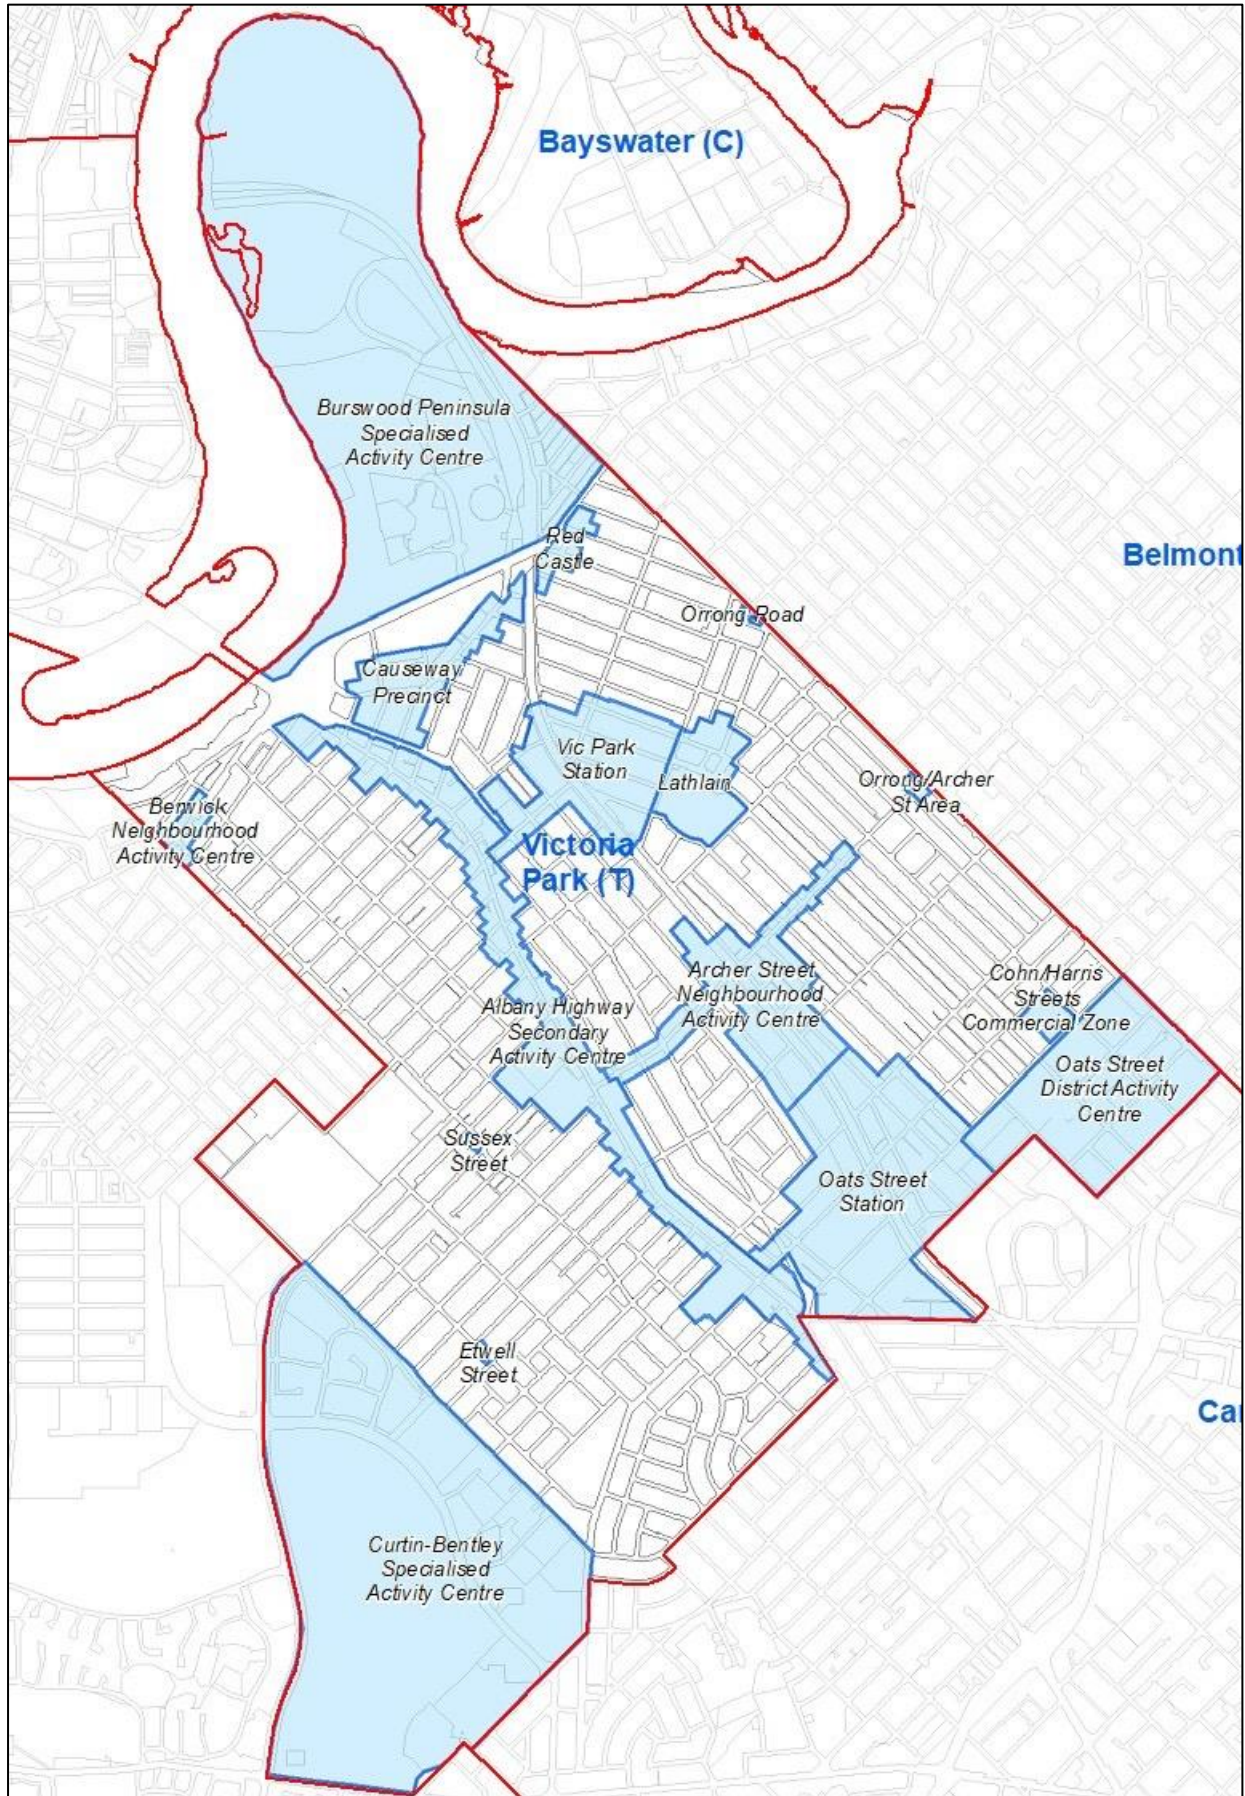 Bayswater (C)
Burswood Peninsula
Specialised
Activity Centre
Red
Castle
Belmont
Orrong Road
Causeway
Precinct
Vic Park
Station
Lathlain
Orrong/Archer
St Area
Berwick
Neighbourhood
Activity Centre
Victoria
Park (T)
Archer Street
Neighbourhood
Activity Centre
Cohn/Harris
Streets
Commercial Zone
Albany Highway
Secondary
Activity Centre
Oats Street
District Activity
Centre
Sussex
Street
Oats Street
Station
Etwell
Street
Ca
Curtin-Bentley
Specialised
Activity Centre